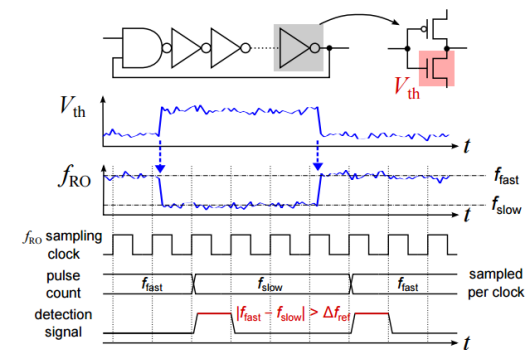 V_th
V_th
t
f_RO
f_fast
f_slow
t
f_RO sampling
clock
pulse
count
f_fast
f_slow
f_fast
sampled
per clock
detection
signal
|f_fast − f_slow| > Δf_ref
t